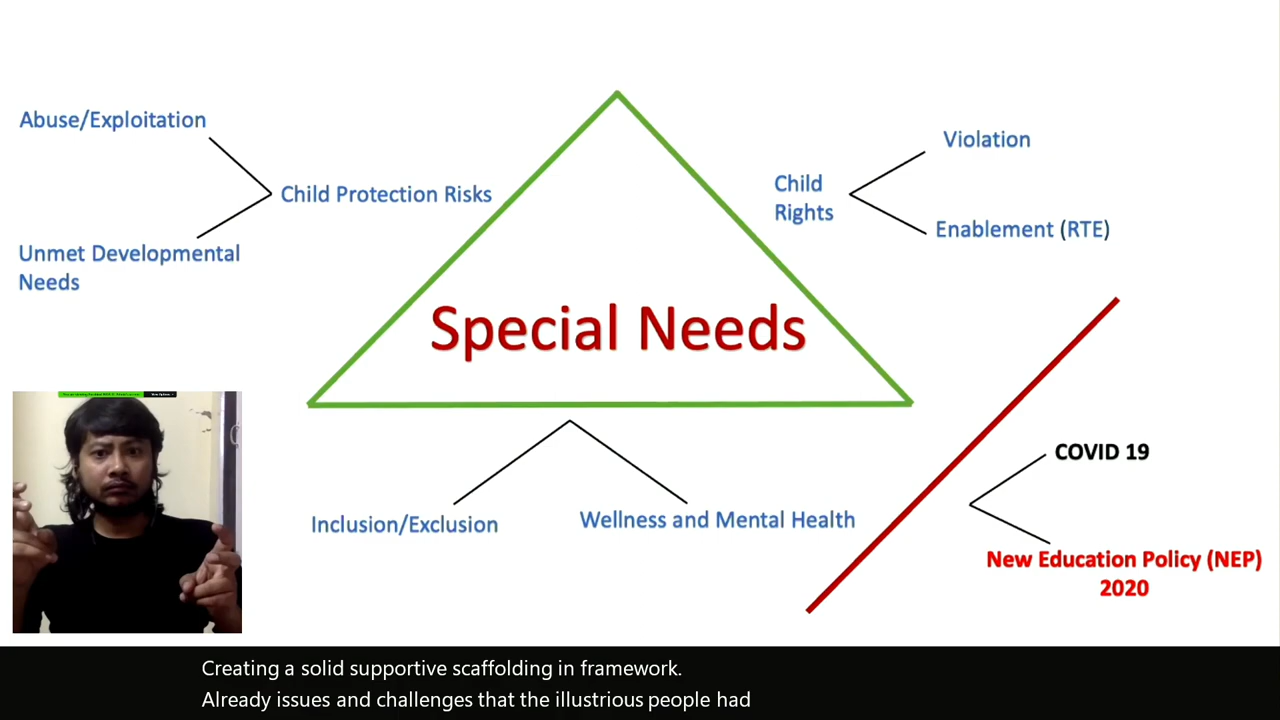 Abuse/Exploitation
Child Protection Risks
Unmet Developmental
Needs
Violation
Child
Rights
Enablement (RTE)
Special Needs
Inclusion/Exclusion
Wellness and Mental Health
COVID 19
New Education Policy (NEP)
2020
Creating a solid supportive scaffolding in framework.
Already issues and challenges that the illustrious people had